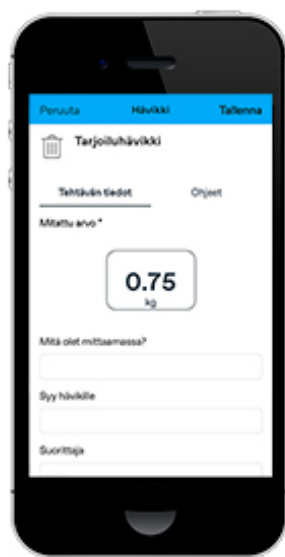 Peruuta Hävikki Tallenna
Tarjoiluhävikki
Tehtävän tiedot Ohjeet
Mitattu arvo *
0.75
kg
Mitä olet mittaamassa?
Syy hävikille
Suorittaja